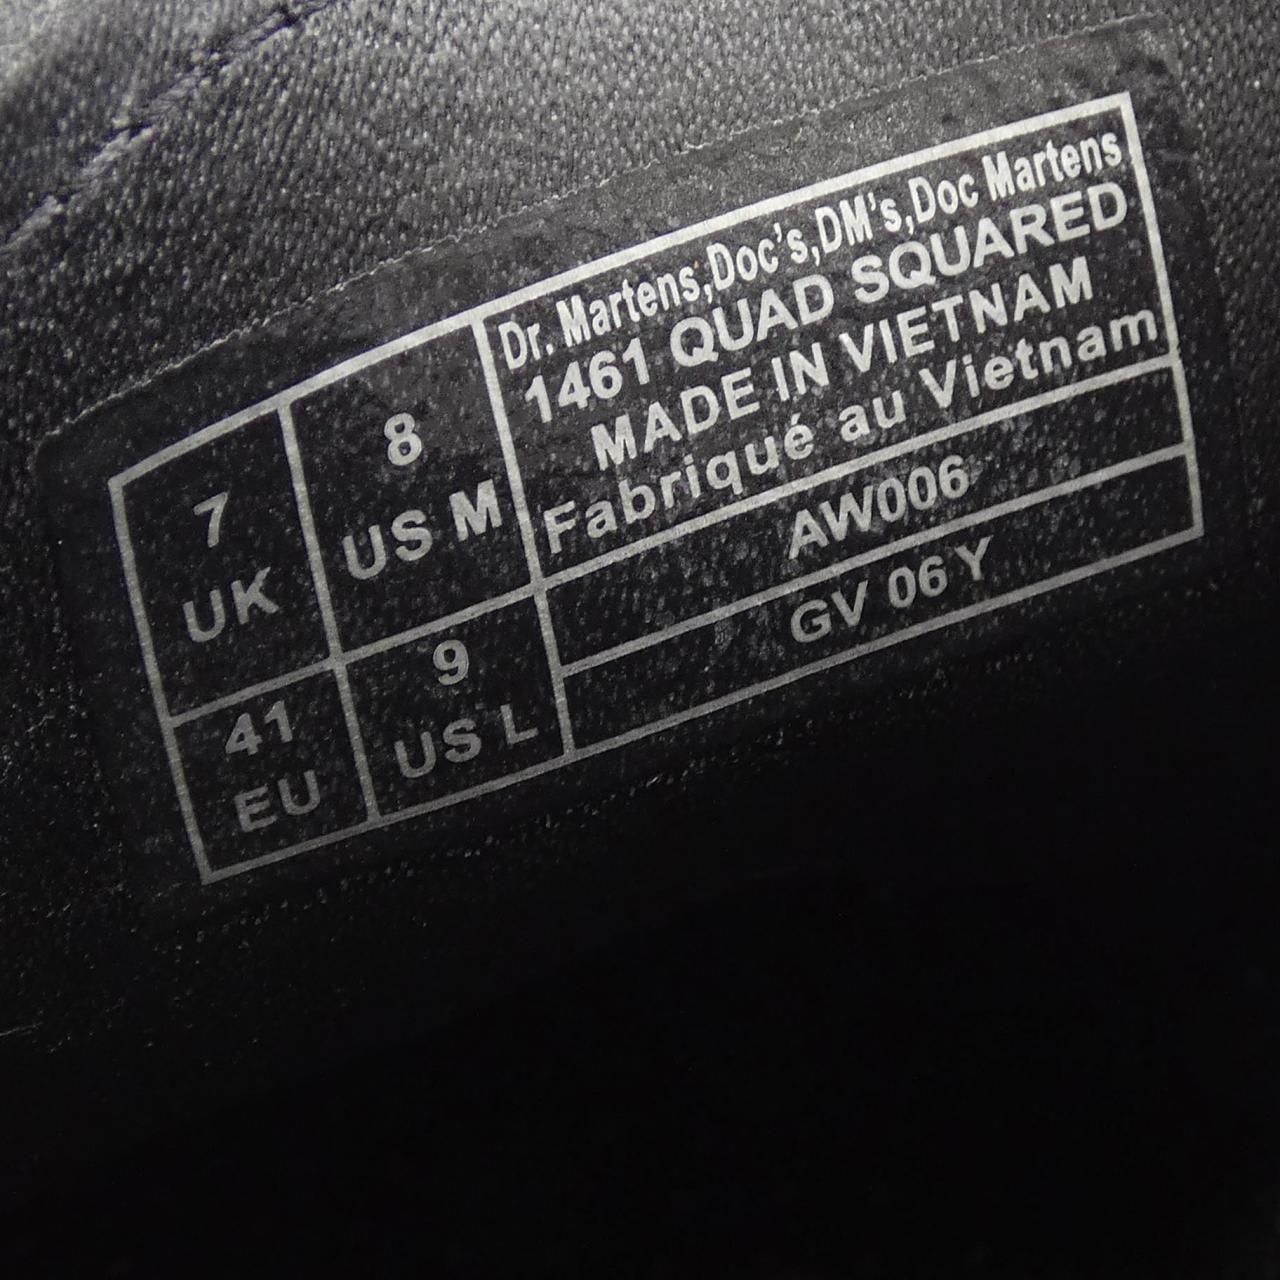 Dr. Martens,Doc's,DM's,Doc Martens
1461 QUAD SQUARED
MADE IN VIETNAM
Fabriqué au Vietnam
AW006
GV 06 Y
7
UK
8
US M
41
EU
9
US L